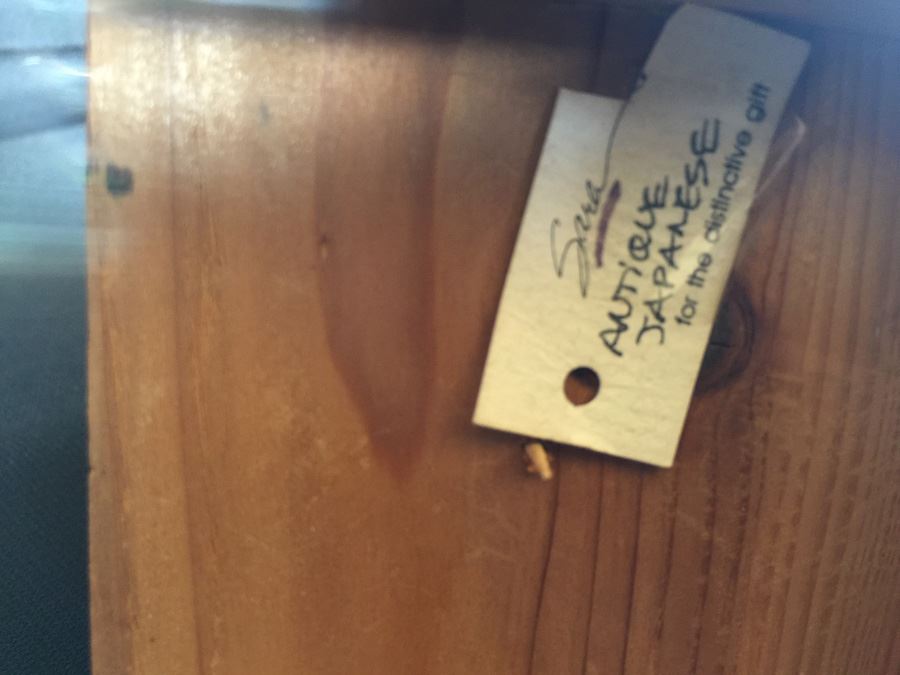 Sara
ANTIQUE
JAPANESE
for the distinctive gift